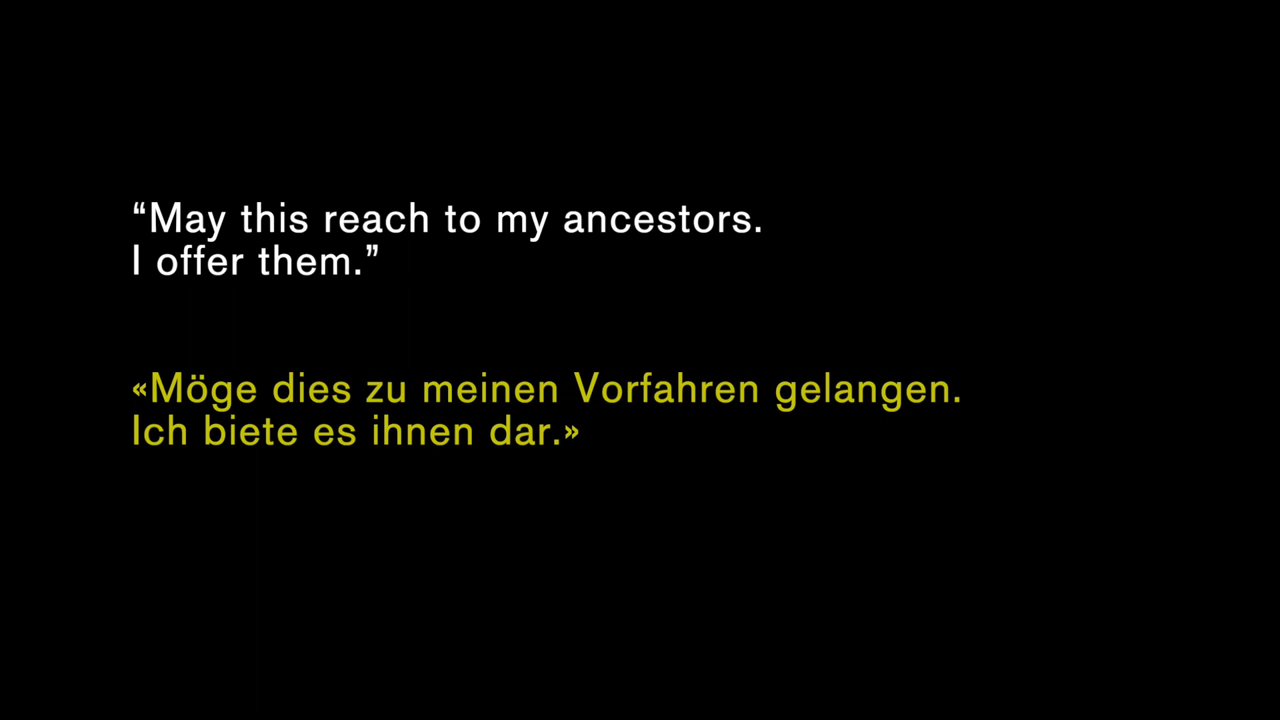 “May this reach to my ancestors.
I offer them.”
«Möge dies zu meinen Vorfahren gelangen.
Ich biete es ihnen dar.»